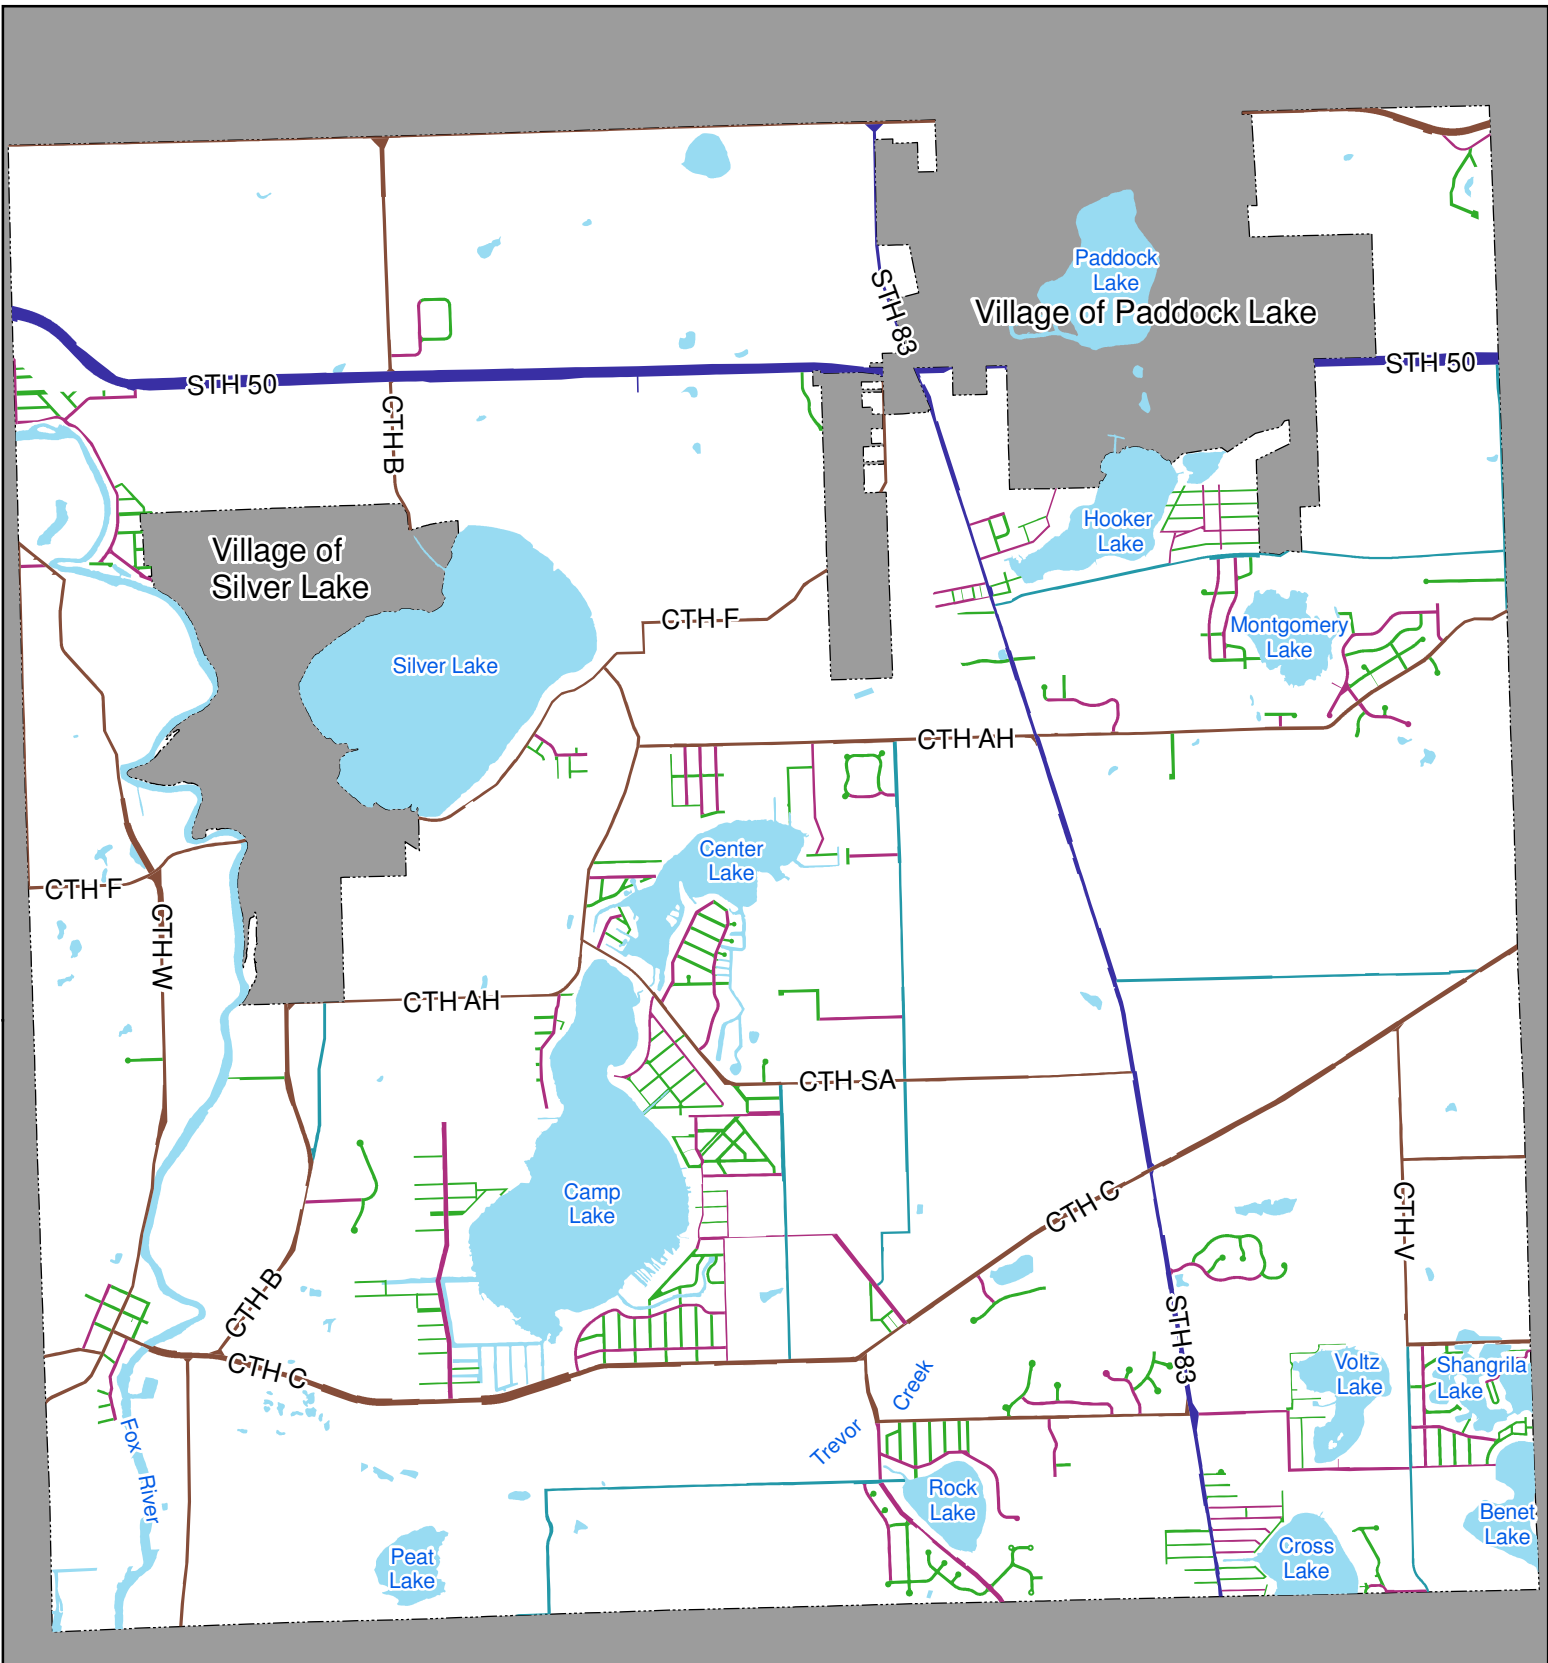 Paddock
Lake
Village of Paddock Lake
STH 83
STH 50
STH 50
CTH B
Village of
Silver Lake
Hooker
Lake
CTH F
Montgomery
Lake
Silver Lake
CTH AH
Center
Lake
CTH F
CTH W
CTH AH
CTH SA
Camp
Lake
CTH C
CTH V
CTH B
STH 83
CTH C
Voltz
Lake
Shangrila
Lake
Trevor Creek
Fox River
Rock
Lake
Benet
Lake
Peat
Lake
Cross
Lake